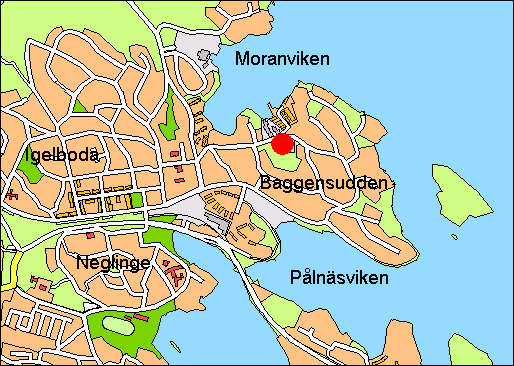 Moranviken
Igelboda
Baggensudden
Neglinge
Pålnäsviken